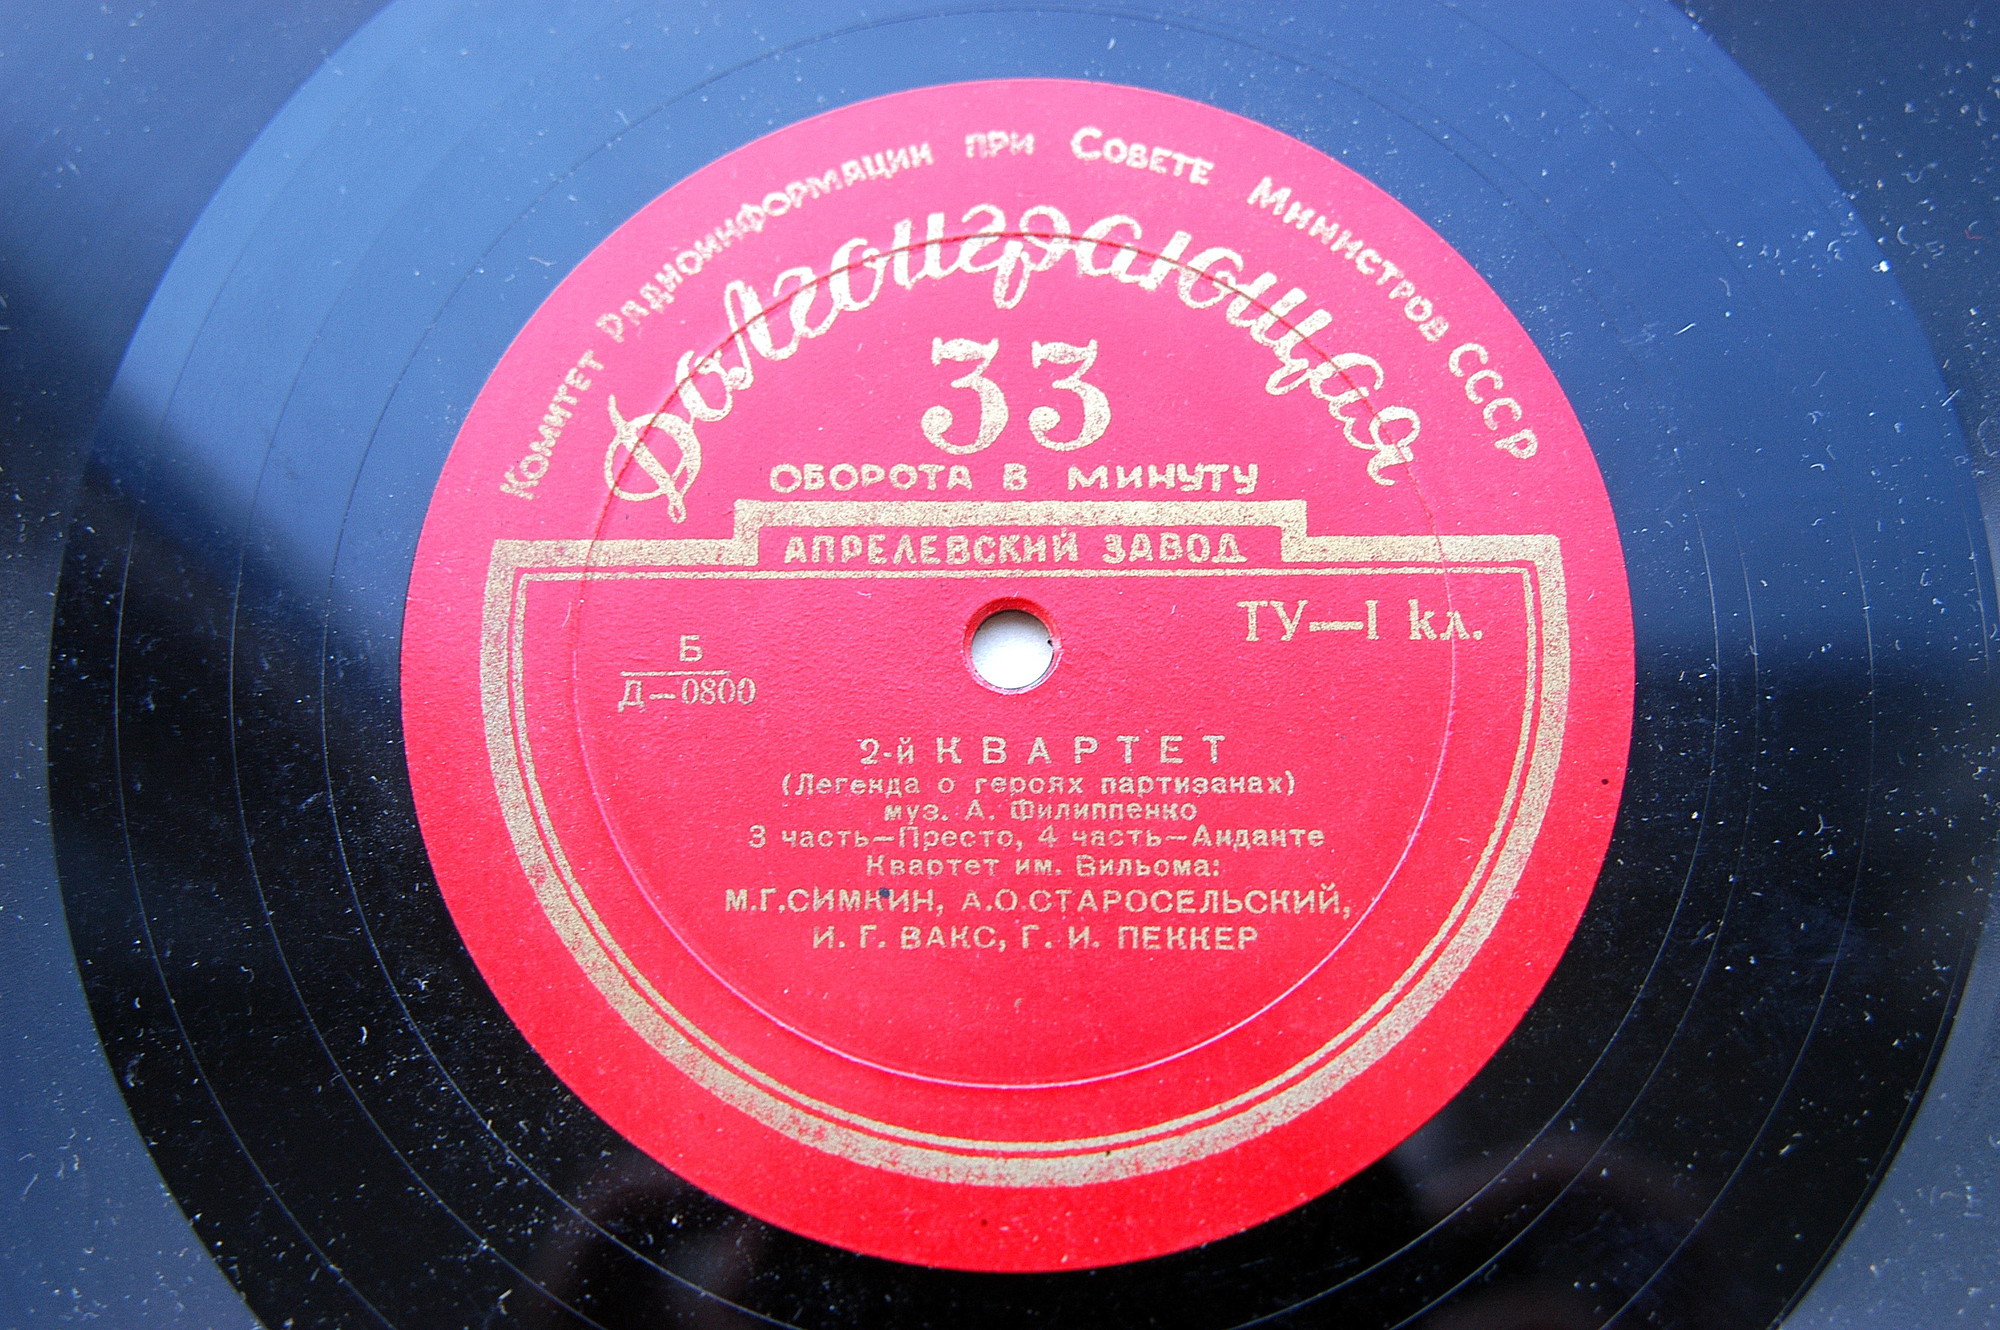 Комитет Радиоинформации при Совете Министров СССР
Долгоиграющая
33
ОБОРОТА В МИНУТУ
АПРЕЛЕВСКИЙ ЗАВОД
ТУ—I кл.
Б
Д—0800
2-й КВАРТЕТ
(Легенда о героях партизанах)
муз. А. Филиппенко
3 часть—Престо, 4 часть—Анданте
Квартет им. Вильома:
М.Г.СИМКИН, А.О.СТАРОСЕЛЬСКИЙ,
И. Г. ВАКС, Г. И. ПЕККЕР